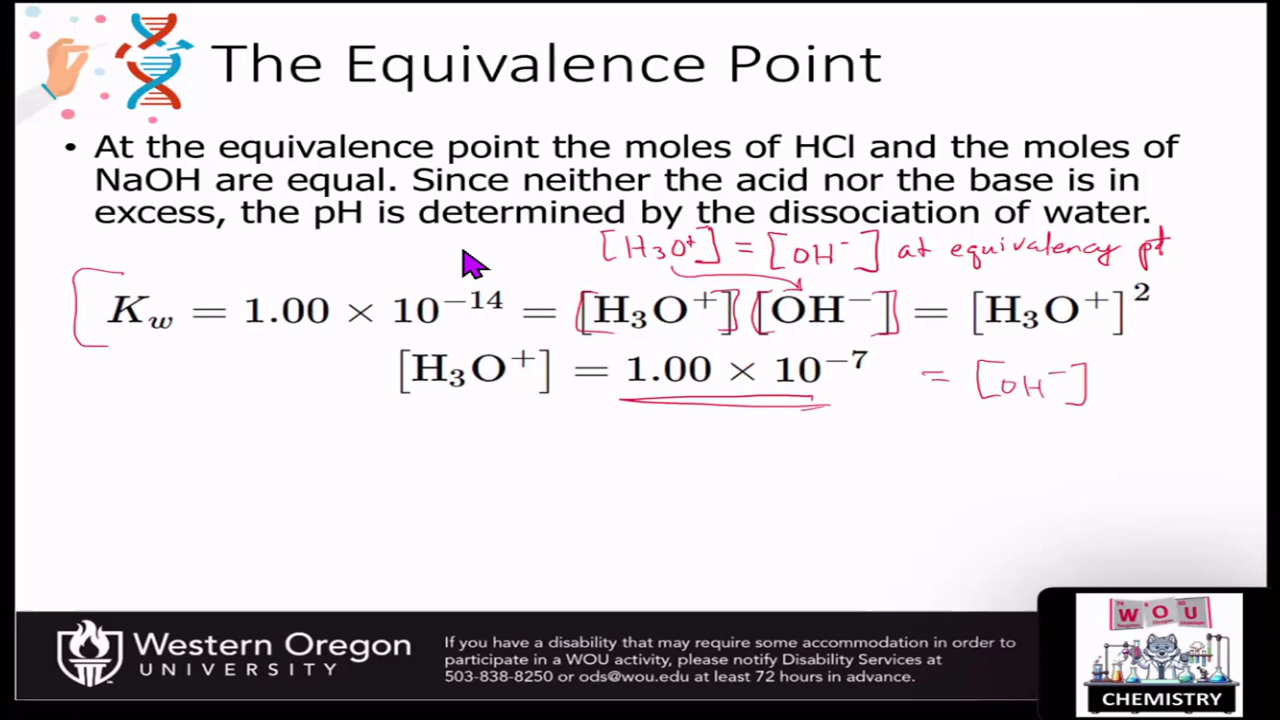 The Equivalence Point
• At the equivalence point the moles of HCl and the moles of
NaOH are equal. Since neither the acid nor the base is in
excess, the pH is determined by the dissociation of water.
[H₃O⁺] = [OH⁻] at equivalency pt
K_w = 1.00 × 10⁻¹⁴ = [H₃O⁺] [OH⁻] = [H₃O⁺]²
[H₃O⁺] = 1.00 × 10⁻⁷ = [OH⁻]
Western Oregon
UNIVERSITY
If you have a disability that may require some accommodation in order to
participate in a WOU activity, please notify Disability Services at
503-838-8250 or ods@wou.edu at least 72 hours in advance.
W O U
CHEMISTRY